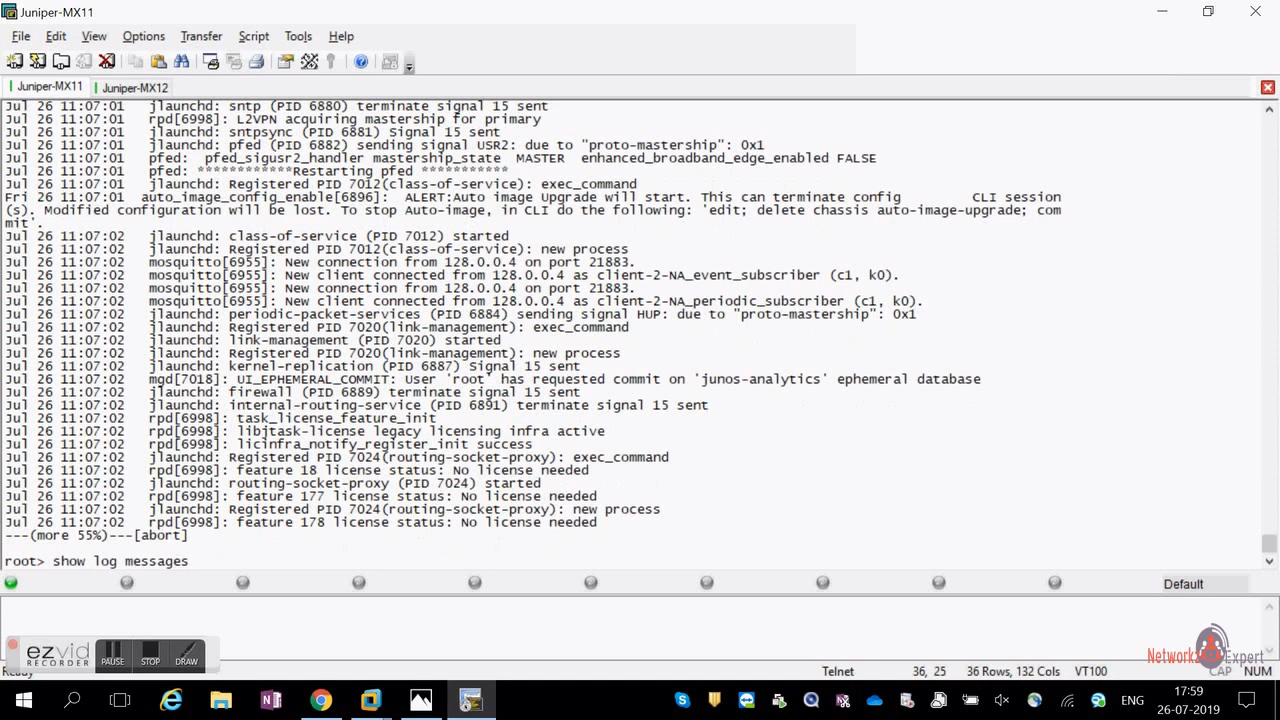 Juniper-MX11
File Edit View Options Transfer Script Tools Help
Juniper-MX11 Juniper-MX12
Jul 26 11:07:01 jlaunchd: sntp (PID 6880) terminate signal 15 sent
Jul 26 11:07:01 rpd[6998]: L2VPN acquiring mastership for primary
Jul 26 11:07:01 jlaunchd: sntpsync (PID 6881) Signal 15 sent
Jul 26 11:07:01 jlaunchd: pfed (PID 6882) sending signal USR2: due to "proto-mastership": 0x1
Jul 26 11:07:01 pfed: pfed_sigusr2_handler mastership_state MASTER enhanced_broadband_edge_enabled FALSE
Jul 26 11:07:01 pfed: ************Restarting pfed ***********
Jul 26 11:07:01 jlaunchd: Registered PID 7012(class-of-service): exec_command
Fri 26 11:07:01 auto_image_config_enable[6896]: ALERT:Auto image Upgrade will start. This can terminate config CLI session
(s). Modified configuration will be lost. To stop Auto-image, in CLI do the following: 'edit; delete chassis auto-image-upgrade; com
mit'.
Jul 26 11:07:02 jlaunchd: class-of-service (PID 7012) started
Jul 26 11:07:02 jlaunchd: Registered PID 7012(class-of-service): new process
Jul 26 11:07:02 mosquitto[6955]: New connection from 128.0.0.4 on port 21883.
Jul 26 11:07:02 mosquitto[6955]: New client connected from 128.0.0.4 as client-2-NA_event_subscriber (c1, k0).
Jul 26 11:07:02 mosquitto[6955]: New connection from 128.0.0.4 on port 21883.
Jul 26 11:07:02 mosquitto[6955]: New client connected from 128.0.0.4 as client-2-NA_periodic_subscriber (c1, k0).
Jul 26 11:07:02 jlaunchd: periodic-packet-services (PID 6884) sending signal HUP: due to "proto-mastership": 0x1
Jul 26 11:07:02 jlaunchd: Registered PID 7020(link-management): exec_command
Jul 26 11:07:02 jlaunchd: link-management (PID 7020) started
Jul 26 11:07:02 jlaunchd: Registered PID 7020(link-management): new process
Jul 26 11:07:02 jlaunchd: kernel-replication (PID 6887) Signal 15 sent
Jul 26 11:07:02 mgd[7018]: UI_EPHEMERAL_COMMIT: User 'root' has requested commit on 'junos-analytics' ephemeral database
Jul 26 11:07:02 jlaunchd: firewall (PID 6889) terminate signal 15 sent
Jul 26 11:07:02 jlaunchd: internal-routing-service (PID 6891) terminate signal 15 sent
Jul 26 11:07:02 rpd[6998]: task_license_feature_init
Jul 26 11:07:02 rpd[6998]: libjtask-license legacy licensing infra active
Jul 26 11:07:02 rpd[6998]: licinfra_notify_register_init success
Jul 26 11:07:02 jlaunchd: Registered PID 7024(routing-socket-proxy): exec_command
Jul 26 11:07:02 rpd[6998]: feature 18 license status: No license needed
Jul 26 11:07:02 jlaunchd: routing-socket-proxy (PID 7024) started
Jul 26 11:07:02 rpd[6998]: feature 177 license status: No license needed
Jul 26 11:07:02 jlaunchd: Registered PID 7024(routing-socket-proxy): new process
Jul 26 11:07:02 rpd[6998]: feature 178 license status: No license needed
---(more 55%)---[abort]
root> show log messages
Default
ezvid
RECORDER
PAUSE STOP DRAW
Network Expert
Telnet 36, 25 36 Rows, 132 Cols VT100 CAP NUM
ENG
17:59
26-07-2019